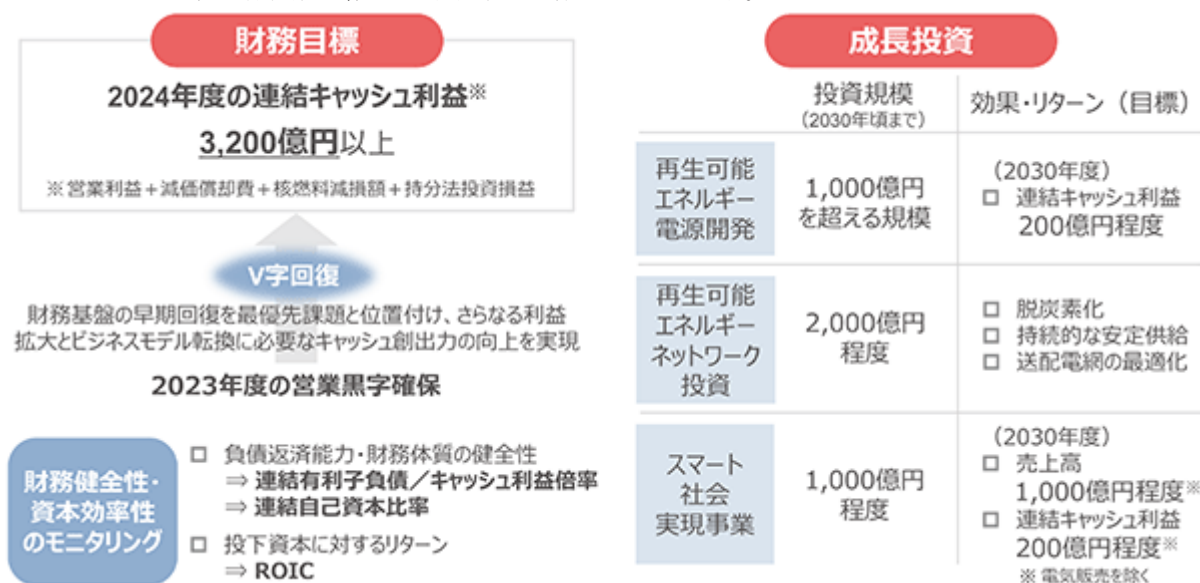 財務目標
2024年度の連結キャッシュ利益※
3,200億円以上
※営業利益＋減価償却費＋核燃料減損額＋持分法投資損益
V字回復
財務基盤の早期回復を最優先課題と位置付け、さらなる利益
拡大とビジネスモデル転換に必要なキャッシュ創出力の向上を実現
2023年度の営業黒字確保
財務健全性・
資本効率性
のモニタリング
□ 負債返済能力・財務体質の健全性
⇒ 連結有利子負債／キャッシュ利益倍率
⇒ 連結自己資本比率
□ 投下資本に対するリターン
⇒ ROIC
成長投資
投資規模
（2030年頃まで）
効果・リターン（目標）
再生可能
エネルギー
電源開発
1,000億円
を超える規模
（2030年度）
□ 連結キャッシュ利益
200億円程度
再生可能
エネルギー
ネットワーク
投資
2,000億円
程度
□ 脱炭素化
□ 持続的な安定供給
□ 送配電網の最適化
スマート
社会
実現事業
1,000億円
程度
（2030年度）
□ 売上高
1,000億円程度※
□ 連結キャッシュ利益
200億円程度※
※ 電気販売を除く